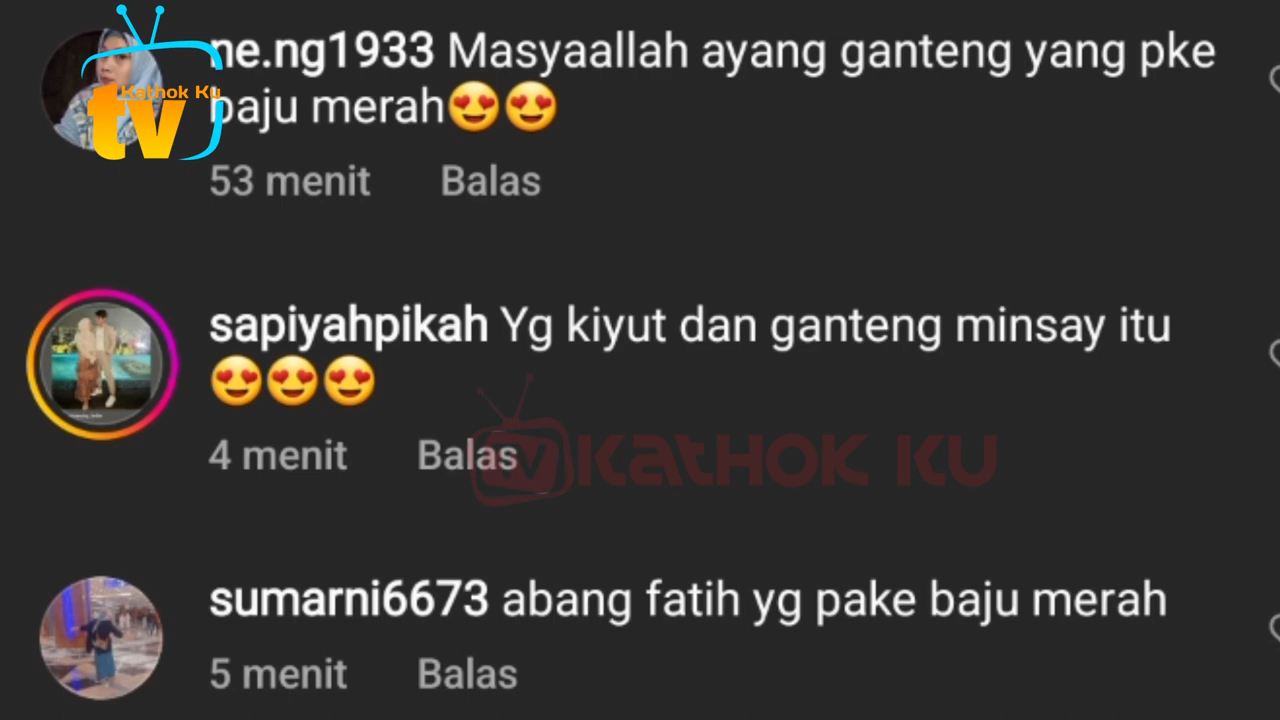 ne.ng1933 Masyaallah ayang ganteng yang pke
baju merah😍😍
53 menit Balas
Kathok Ku
tv
sapiyahpikah Yg kiyut dan ganteng minsay itu
😍😍😍
4 menit Balas
tv KATHOK KU
sumarni6673 abang fatih yg pake baju merah
5 menit Balas